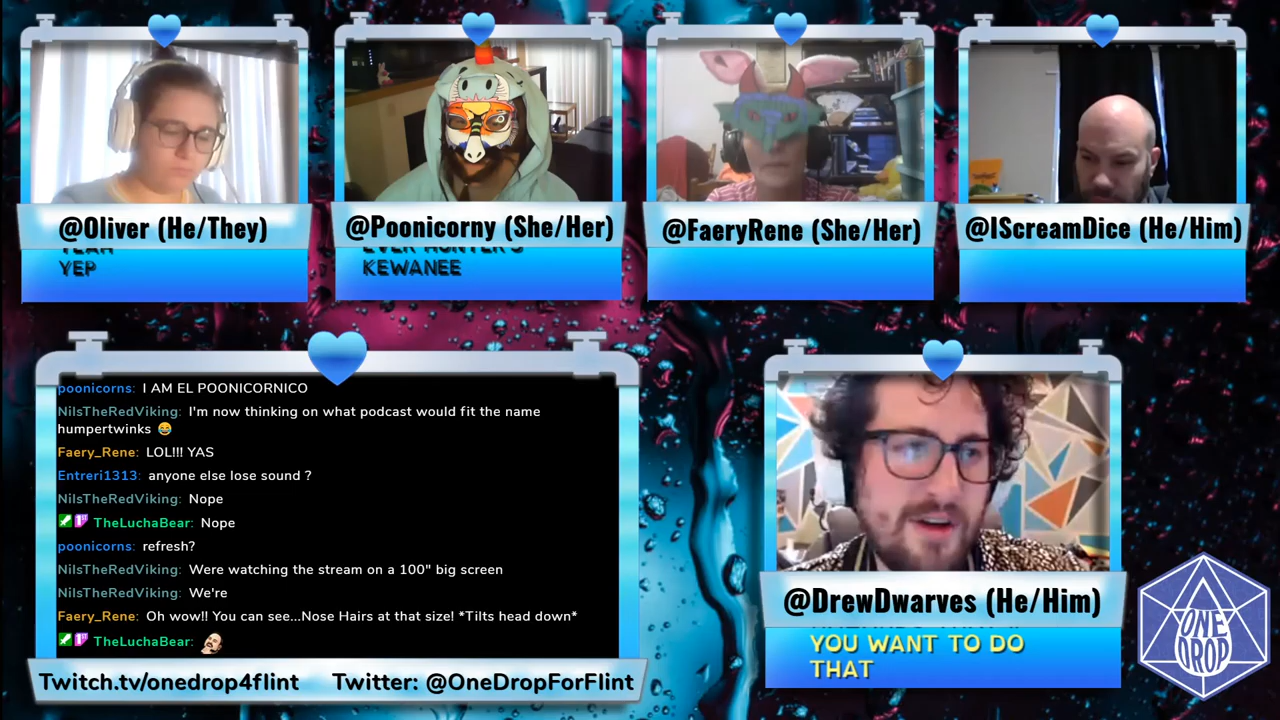 @Oliver (He/They)
YEAH
YEP
@Poonicorny (She/Her)
EVER HUNTER'S
KEWANEE
@FaeryRene (She/Her)
@IScreamDice (He/Him)
poonicorns: I AM EL POONICORNICO
NilsTheRedViking: I'm now thinking on what podcast would fit the name
humpertwinks 😂
Faery_Rene: LOL!!! YAS
Entreri1313: anyone else lose sound ?
NilsTheRedViking: Nope
TheLuchaBear: Nope
poonicorns: refresh?
NilsTheRedViking: Were watching the stream on a 100" big screen
NilsTheRedViking: We're
Faery_Rene: Oh wow!! You can see...Nose Hairs at that size! *Tilts head down*
TheLuchaBear:
Twitch.tv/onedrop4flint Twitter: @OneDropForFlint
@DrewDwarves (He/Him)
YOU WANT TO DO
THAT
ONE
DROP